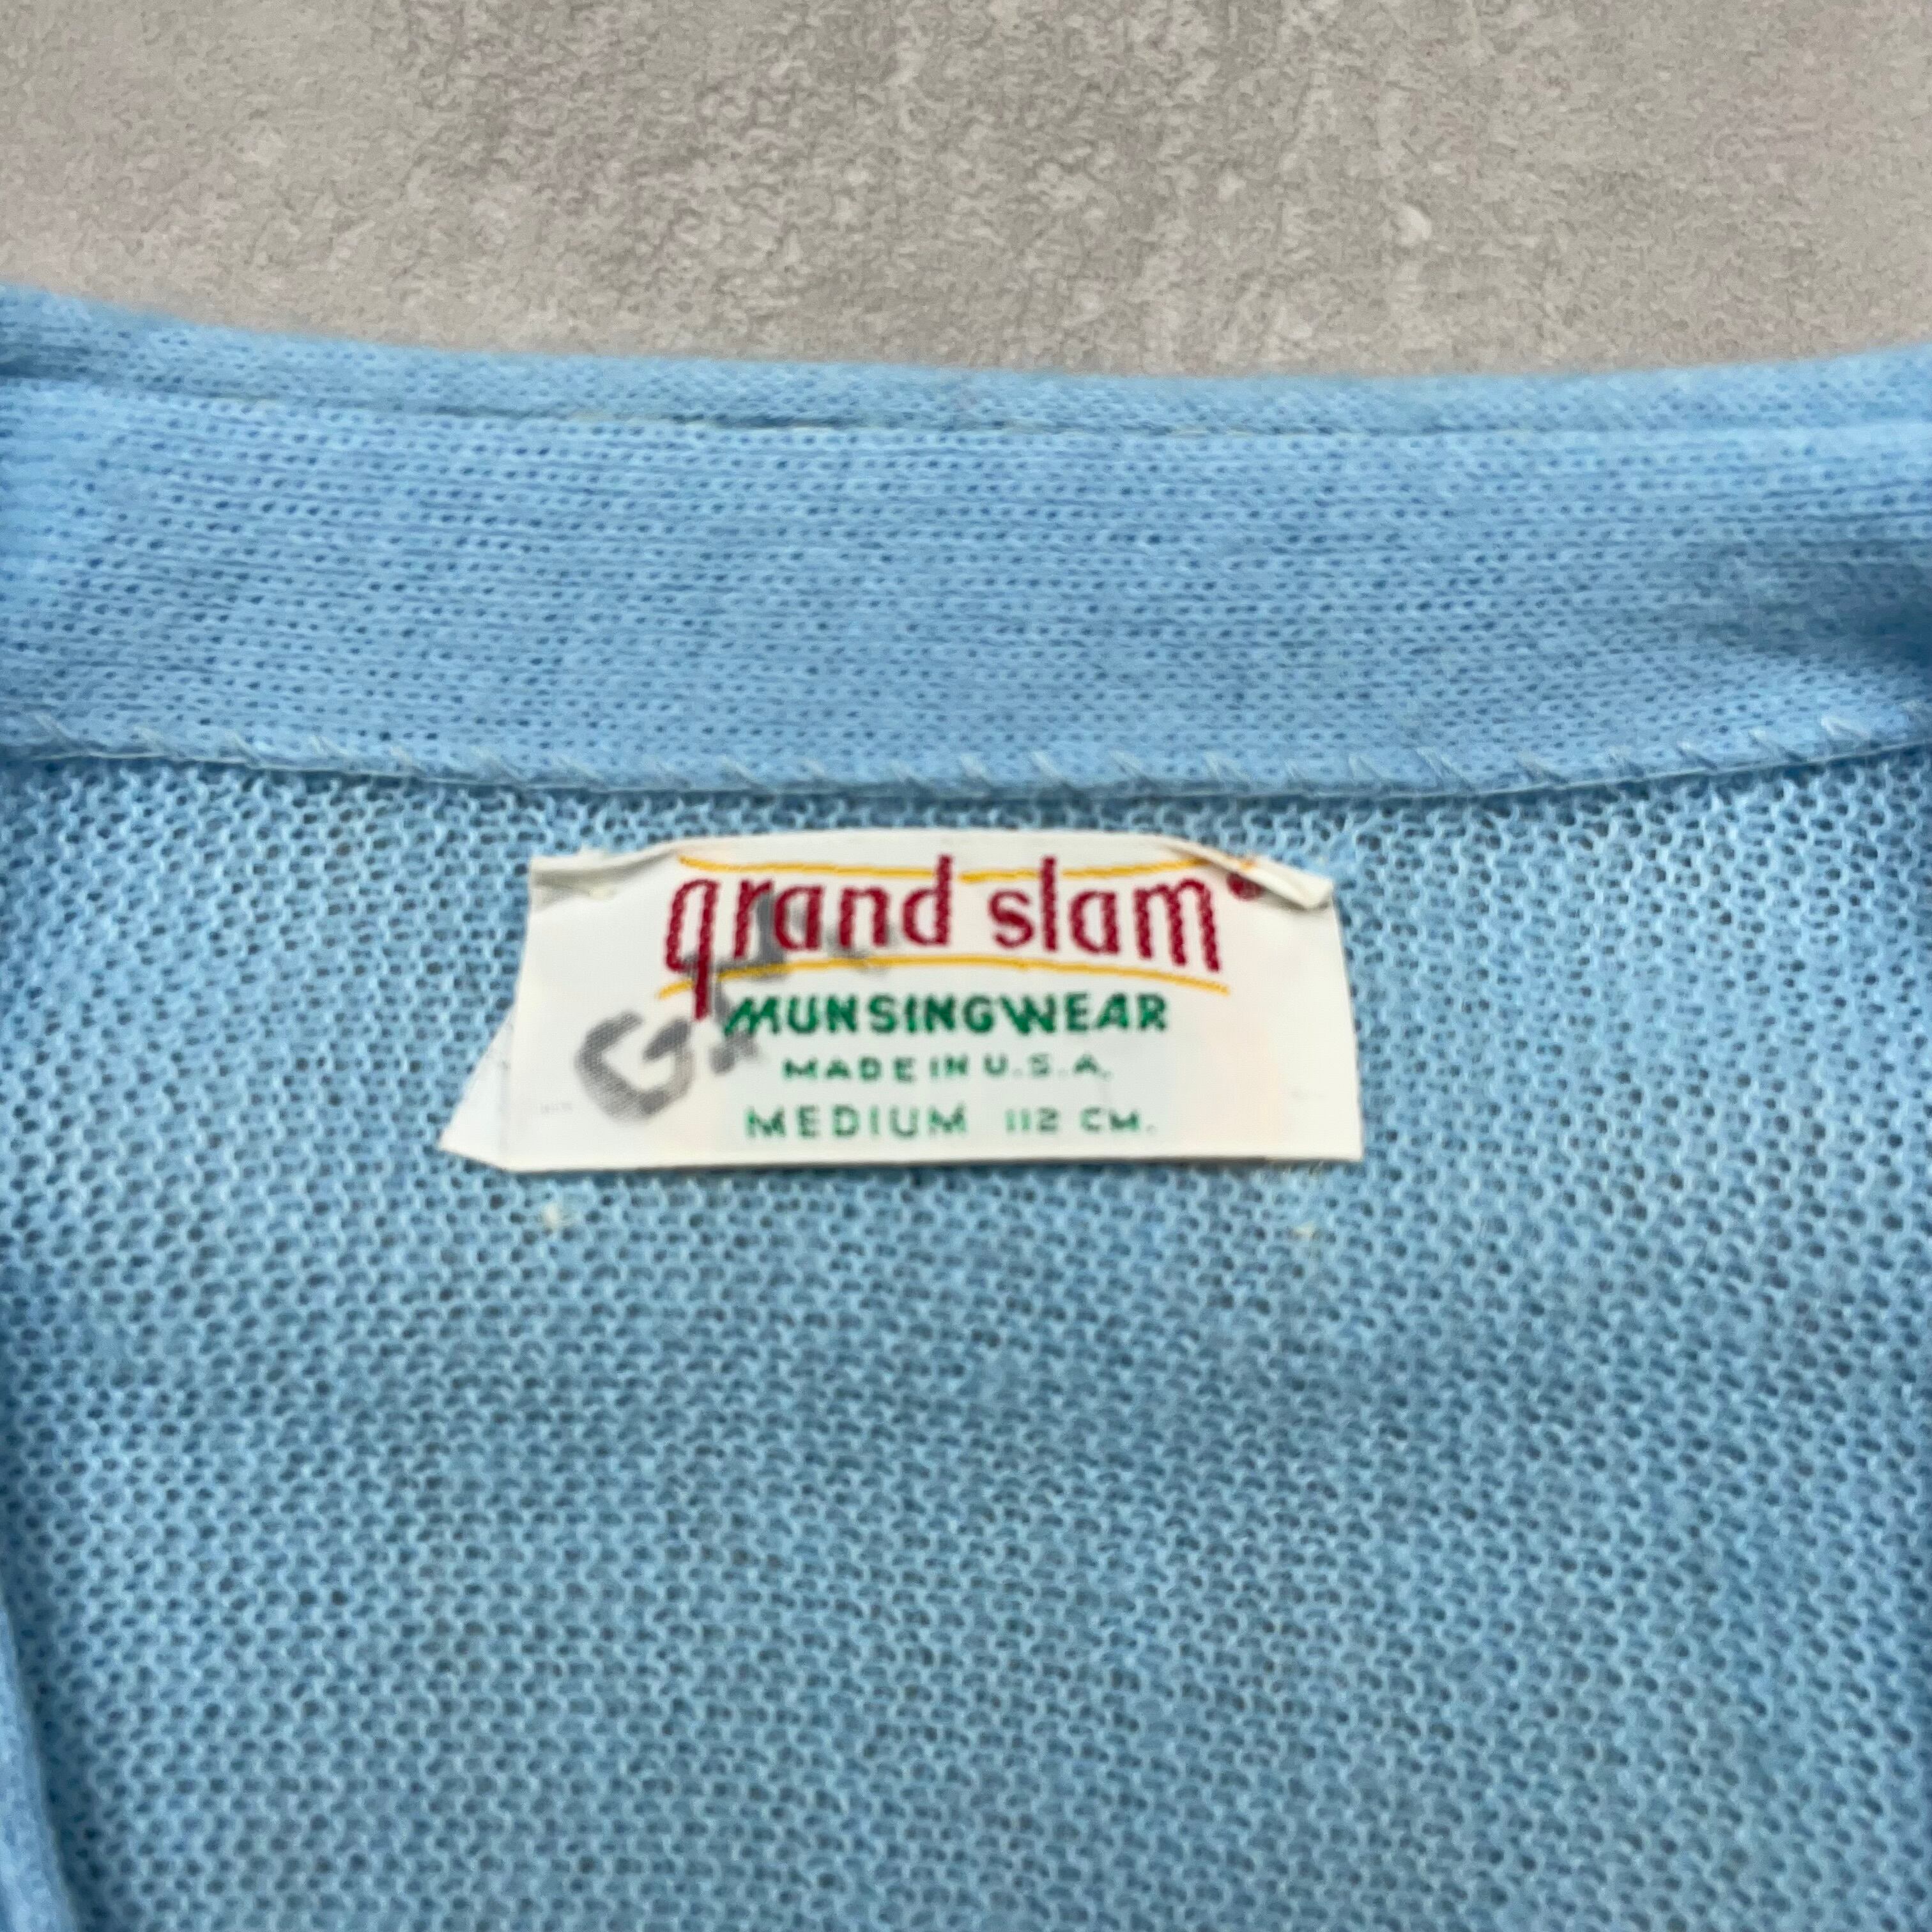 grand slam®
MUNSINGWEAR
MADE IN U.S.A.
MEDIUM 112 CM.